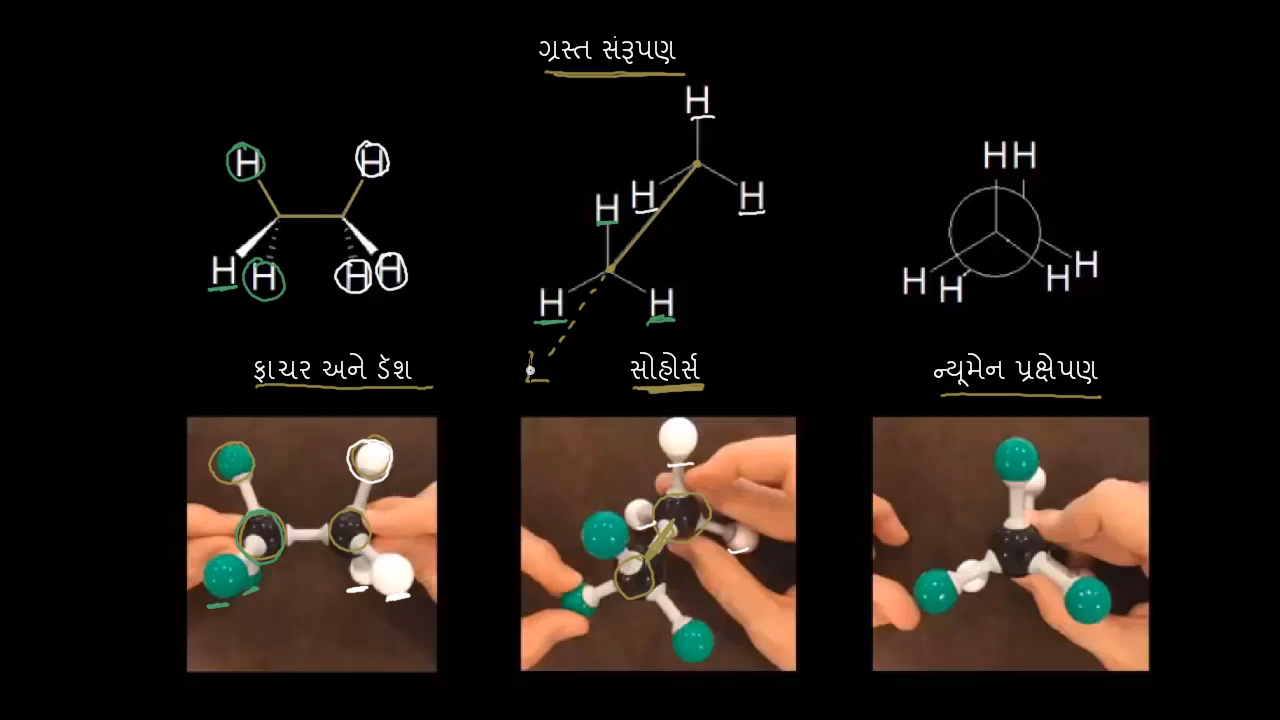 ગ્રસ્ત સંરૂપણ
H H
H H H H
H
H H H
H H H
H H
H H H H
ફાચર અને ડૅશ
સોહોર્સ
ન્યૂમેન પ્રક્ષેપણ